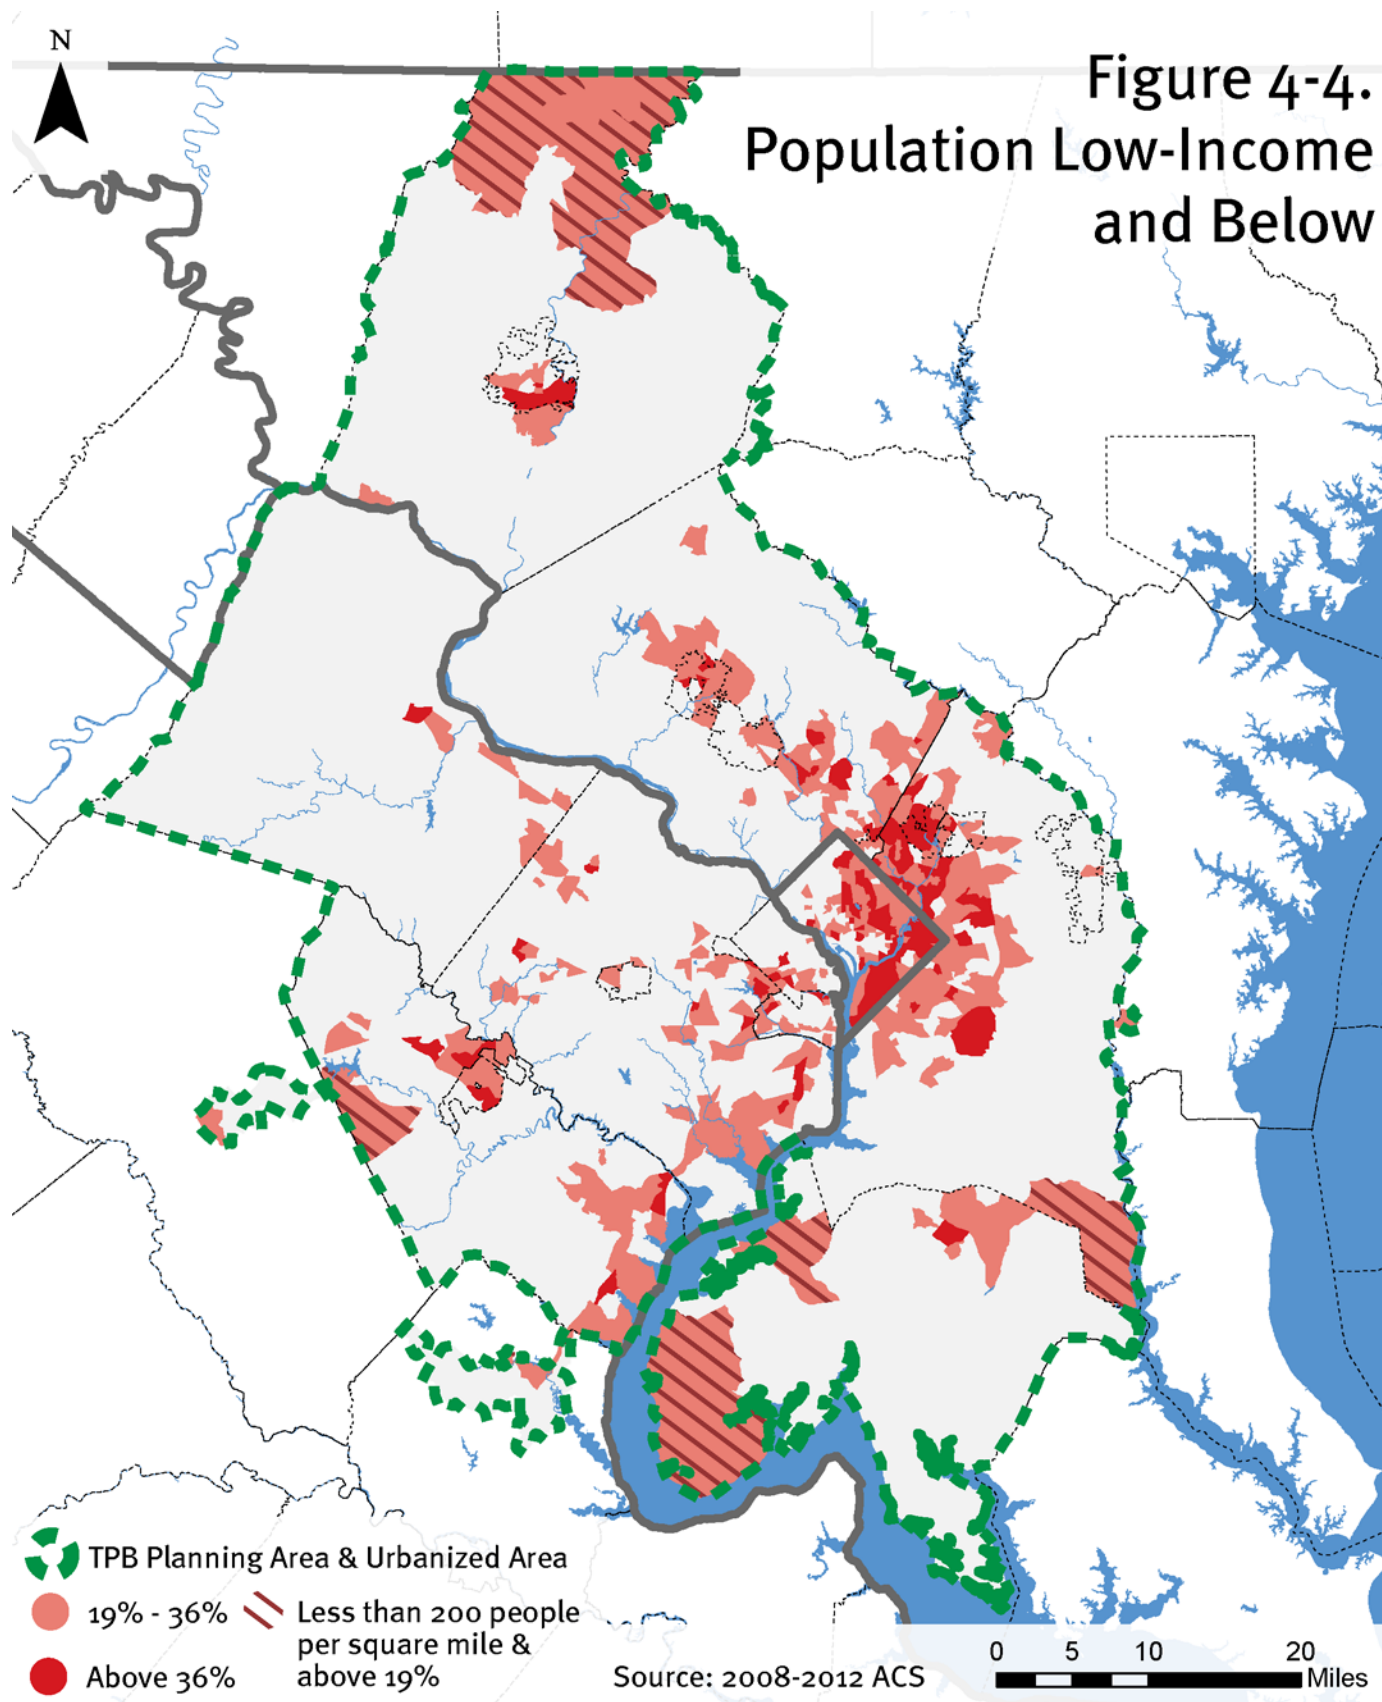 N
Figure 4-4.
Population Low-Income
and Below
TPB Planning Area & Urbanized Area
19% - 36%
Less than 200 people
per square mile &
above 19%
Above 36%
Source: 2008-2012 ACS
0 5 10 20
Miles